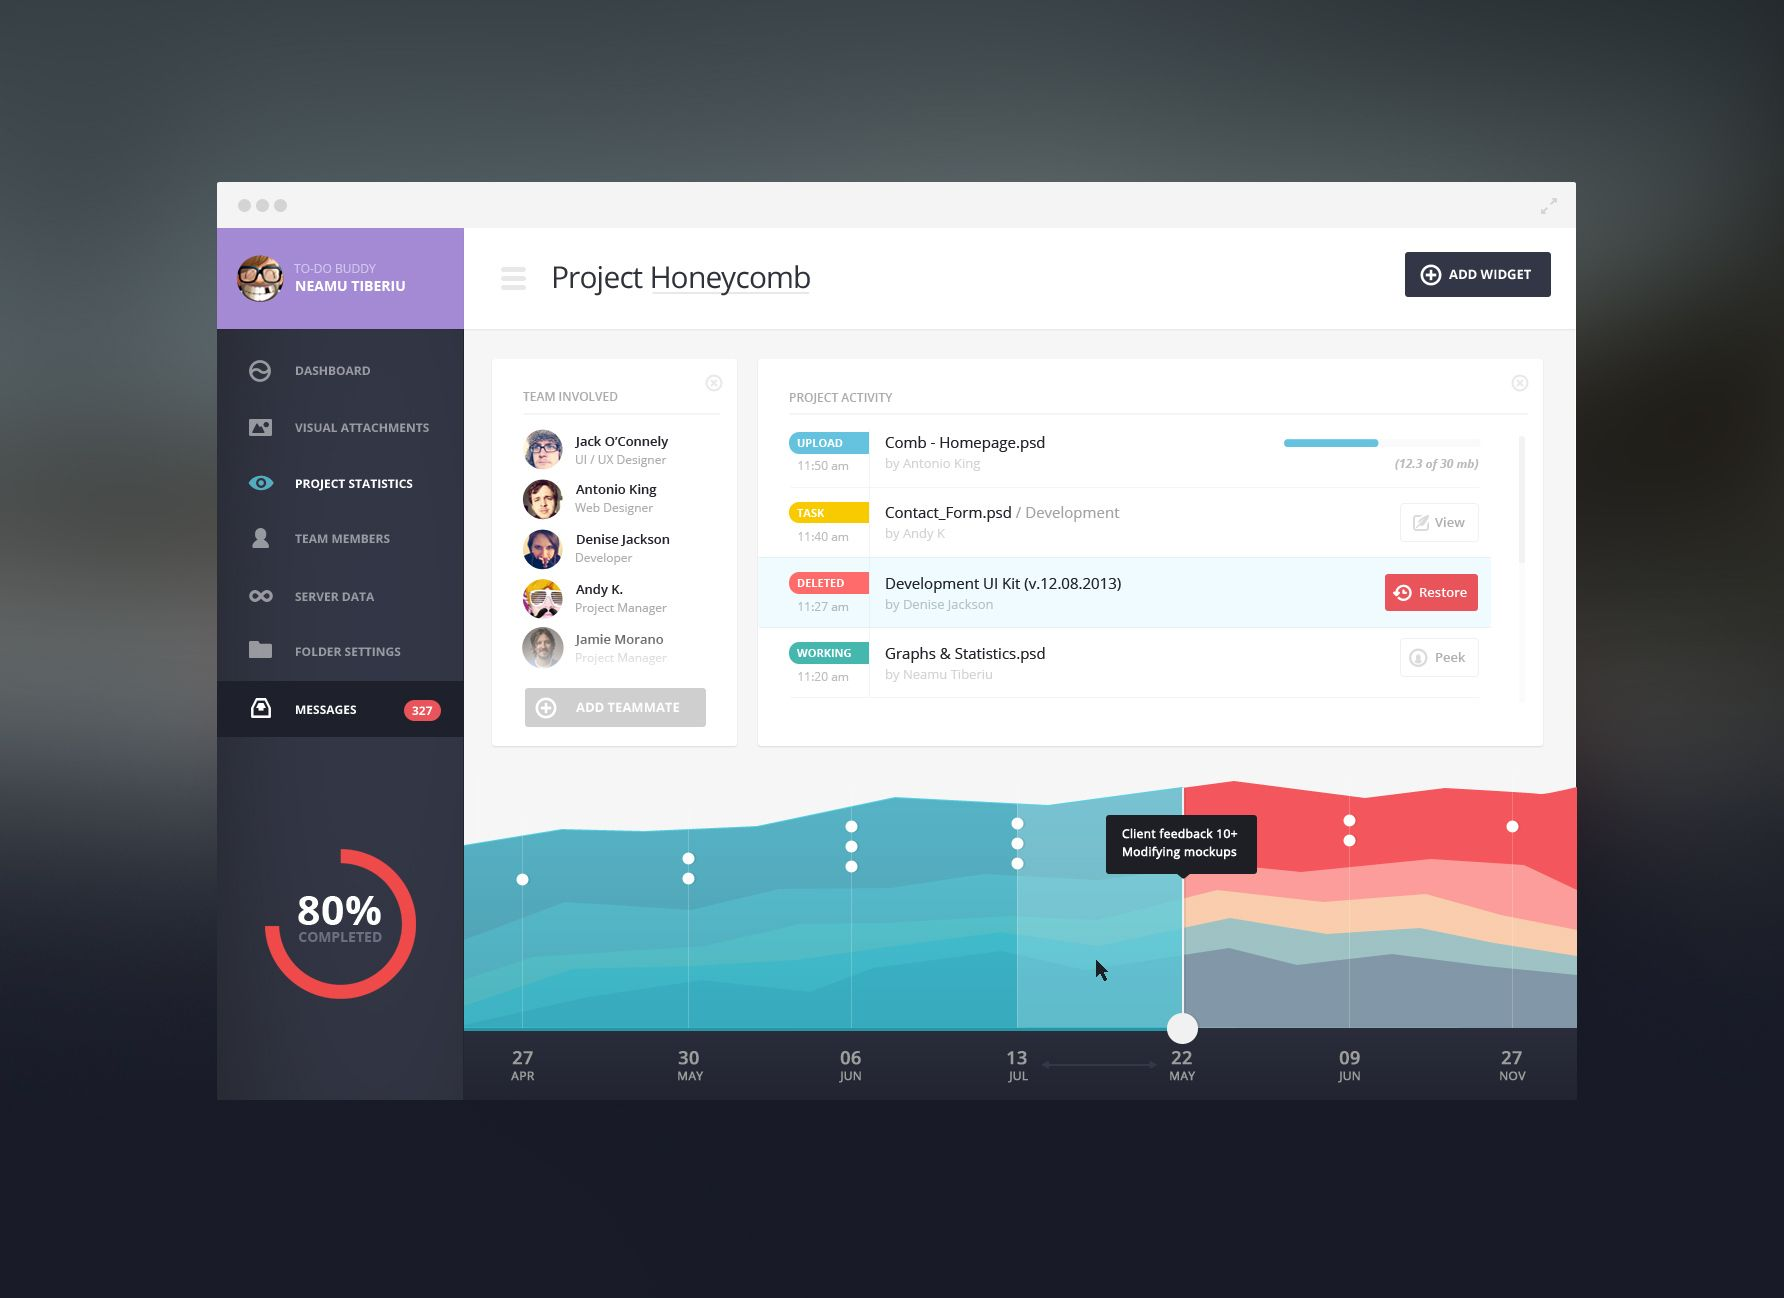 TO-DO BUDDY
NEAMU TIBERIU
Project Honeycomb
ADD WIDGET
DASHBOARD
VISUAL ATTACHMENTS
PROJECT STATISTICS
TEAM MEMBERS
SERVER DATA
FOLDER SETTINGS
MESSAGES 327
80%
COMPLETED
TEAM INVOLVED
Jack O’Connely
UI / UX Designer
Antonio King
Web Designer
Denise Jackson
Developer
Andy K.
Project Manager
Jamie Morano
Project Manager
ADD TEAMMATE
PROJECT ACTIVITY
UPLOAD Comb - Homepage.psd
11:50 am by Antonio King (12.3 of 30 mb)
TASK Contact_Form.psd / Development
View
11:40 am by Andy K
DELETED Development UI Kit (v.12.08.2013)
Restore
11:27 am by Denise Jackson
WORKING Graphs & Statistics.psd
Peek
11:20 am by Neamu Tiberiu
Client feedback 10+
Modifying mockups
27 30 06 13 22 09 27
APR MAY JUN JUL MAY JUN NOV